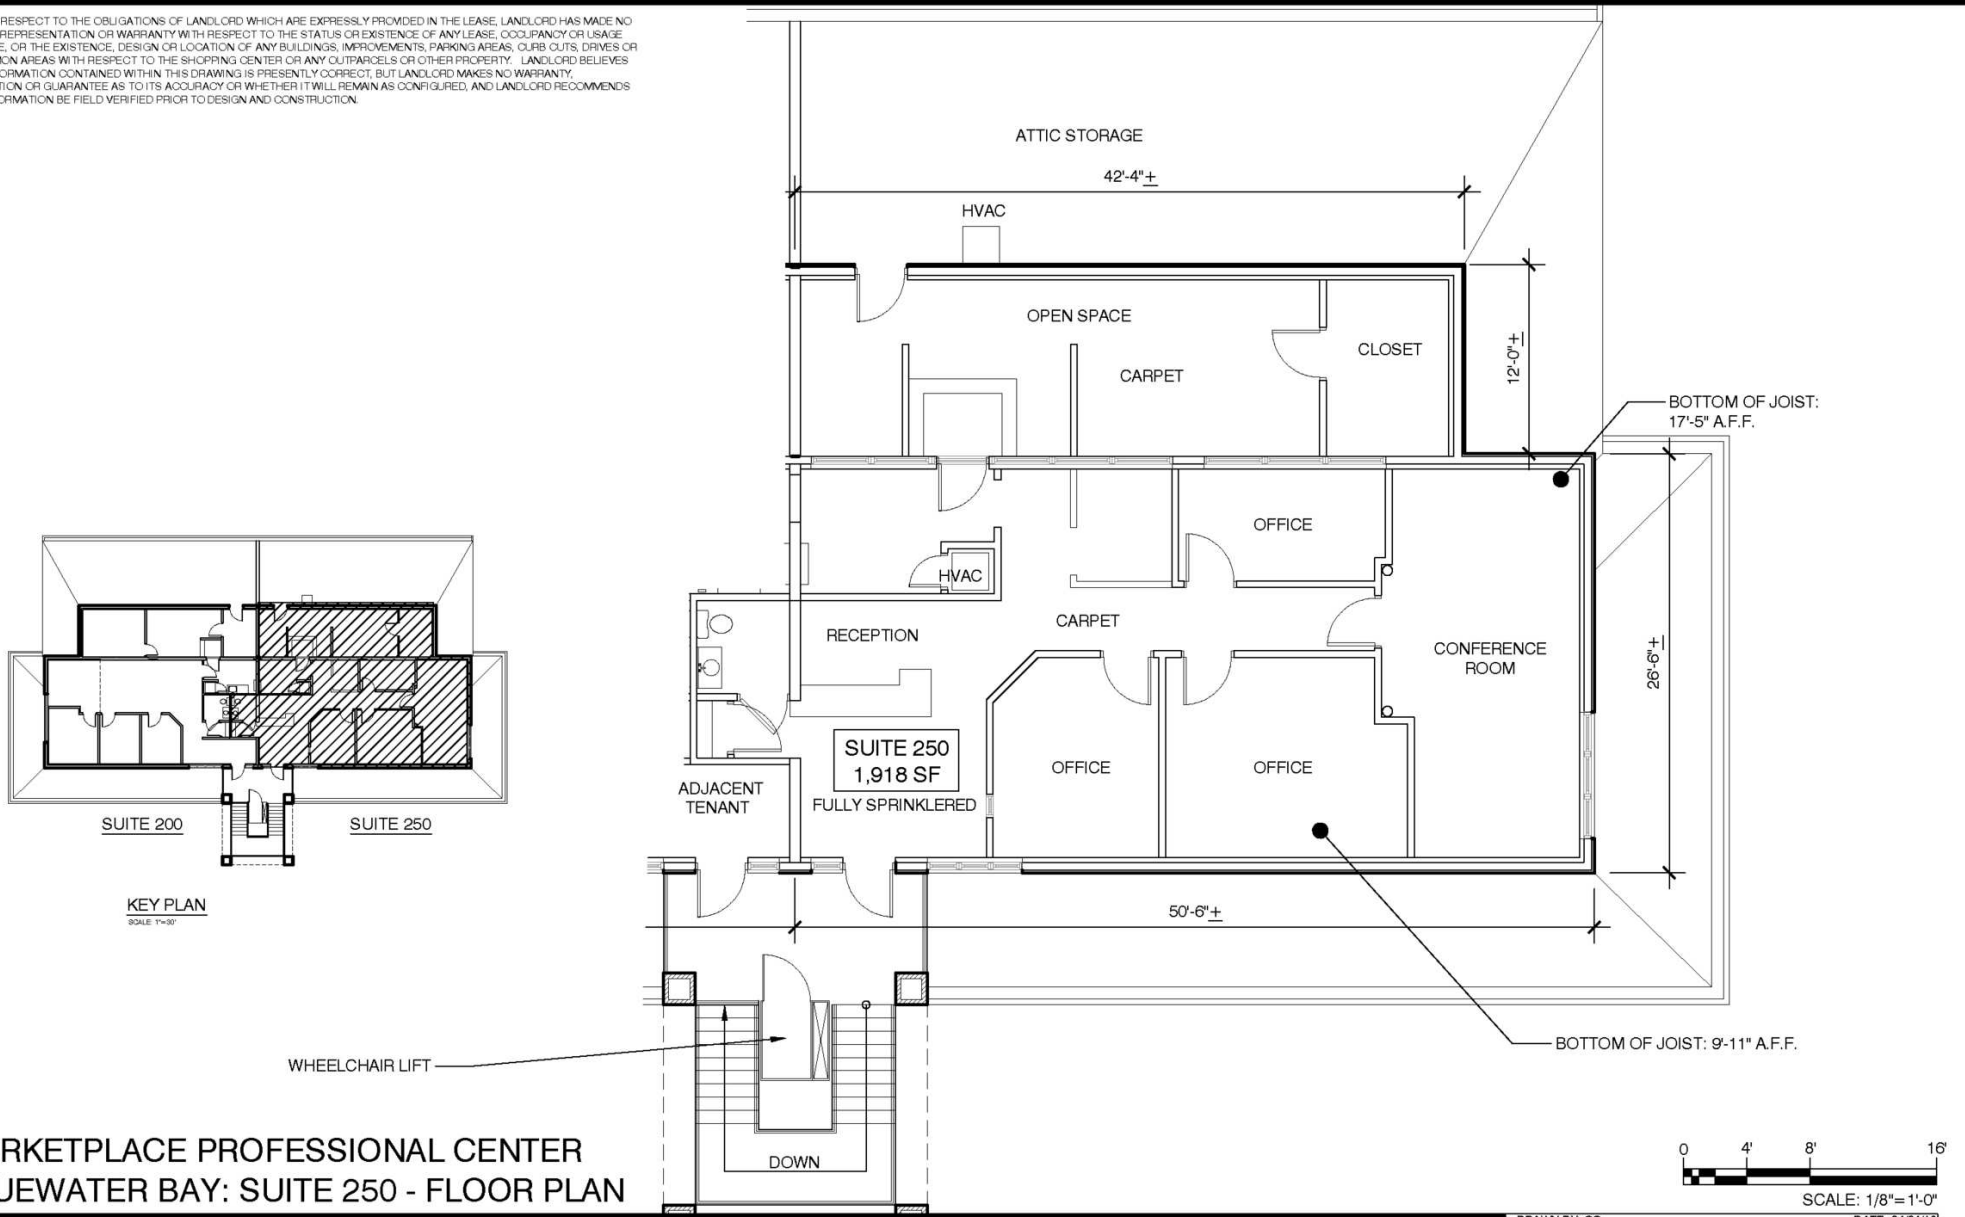 RESPECT TO THE OBLIGATIONS OF LANDLORD WHICH ARE EXPRESSLY PROVIDED IN THE LEASE, LANDLORD HAS MADE NO
REPRESENTATION OR WARRANTY WITH RESPECT TO THE STATUS OR EXISTENCE OF ANY LEASE, OCCUPANCY OR USAGE
E, OR THE EXISTENCE, DESIGN OR LOCATION OF ANY BUILDINGS, IMPROVEMENTS, PARKING AREAS, CURB CUTS, DRIVES OR
ON AREAS WITH RESPECT TO THE SHOPPING CENTER OR ANY OUTPARCELS OR OTHER PROPERTY. LANDLORD BELIEVES
ORMATION CONTAINED WITHIN THIS DRAWING IS PRESENTLY CORRECT, BUT LANDLORD MAKES NO WARRANTY,
TION OR GUARANTEE AS TO ITS ACCURACY OR WHETHER IT WILL REMAIN AS CONFIGURED, AND LANDLORD RECOMMENDS
ORMATION BE FIELD VERIFIED PRIOR TO DESIGN AND CONSTRUCTION.
ATTIC STORAGE
42'-4"±
HVAC
OPEN SPACE
CLOSET
CARPET
12'-0"±
BOTTOM OF JOIST:
17'-5" A.F.F.
OFFICE
HVAC
CARPET
RECEPTION
CONFERENCE
ROOM
26'-6"±
SUITE 250
1,918 SF
FULLY SPRINKLERED
OFFICE
OFFICE
ADJACENT
TENANT
50'-6"±
SUITE 200
SUITE 250
KEY PLAN
SCALE: 1"=30'
WHEELCHAIR LIFT
BOTTOM OF JOIST: 9'-11" A.F.F.
DOWN
RKETPLACE PROFESSIONAL CENTER
UEWATER BAY: SUITE 250 - FLOOR PLAN
0 4' 8' 16'
SCALE: 1/8"=1'-0"